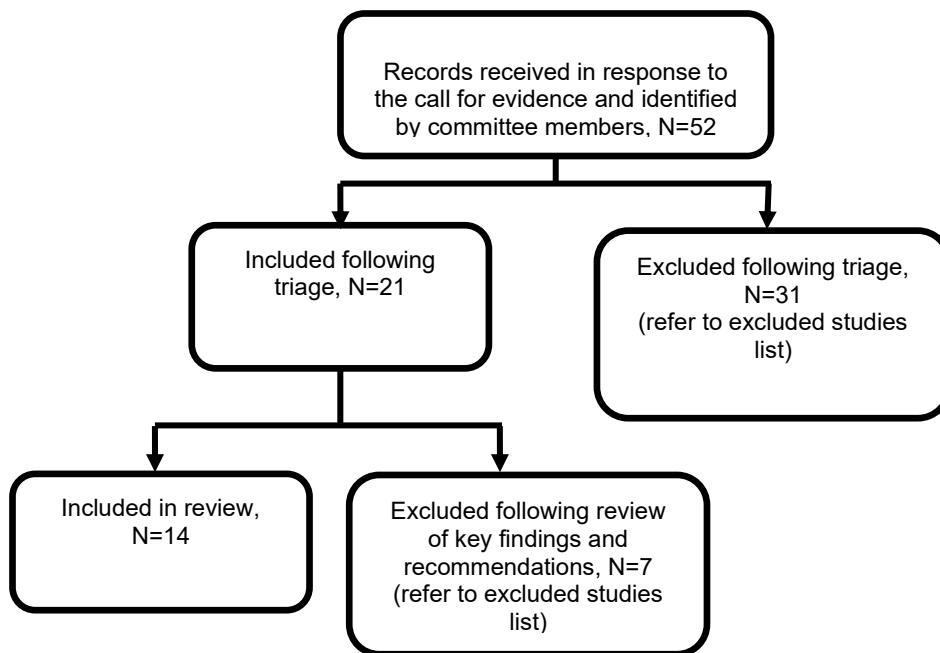 Records received in response to
the call for evidence and identified
by committee members, N=52
Included following
triage, N=21
Excluded following triage,
N=31
(refer to excluded studies
list)
Included in review,
N=14
Excluded following review
of key findings and
recommendations, N=7
(refer to excluded studies
list)